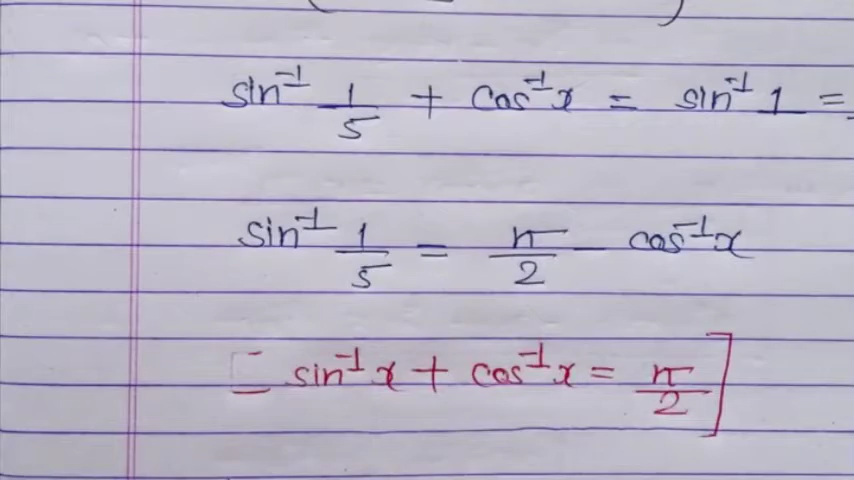 sin⁻¹ 1/5 + cos⁻¹x = sin⁻¹ 1 =
sin⁻¹ 1/5 = π/2 - cos⁻¹x
[ sin⁻¹x + cos⁻¹x = π/2 ]